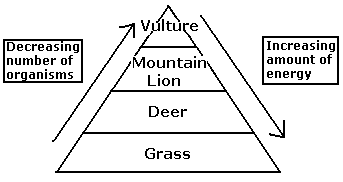 Vulture
Decreasing
number of
organisms
Increasing
amount of
energy
Mountain
Lion
Deer
Grass